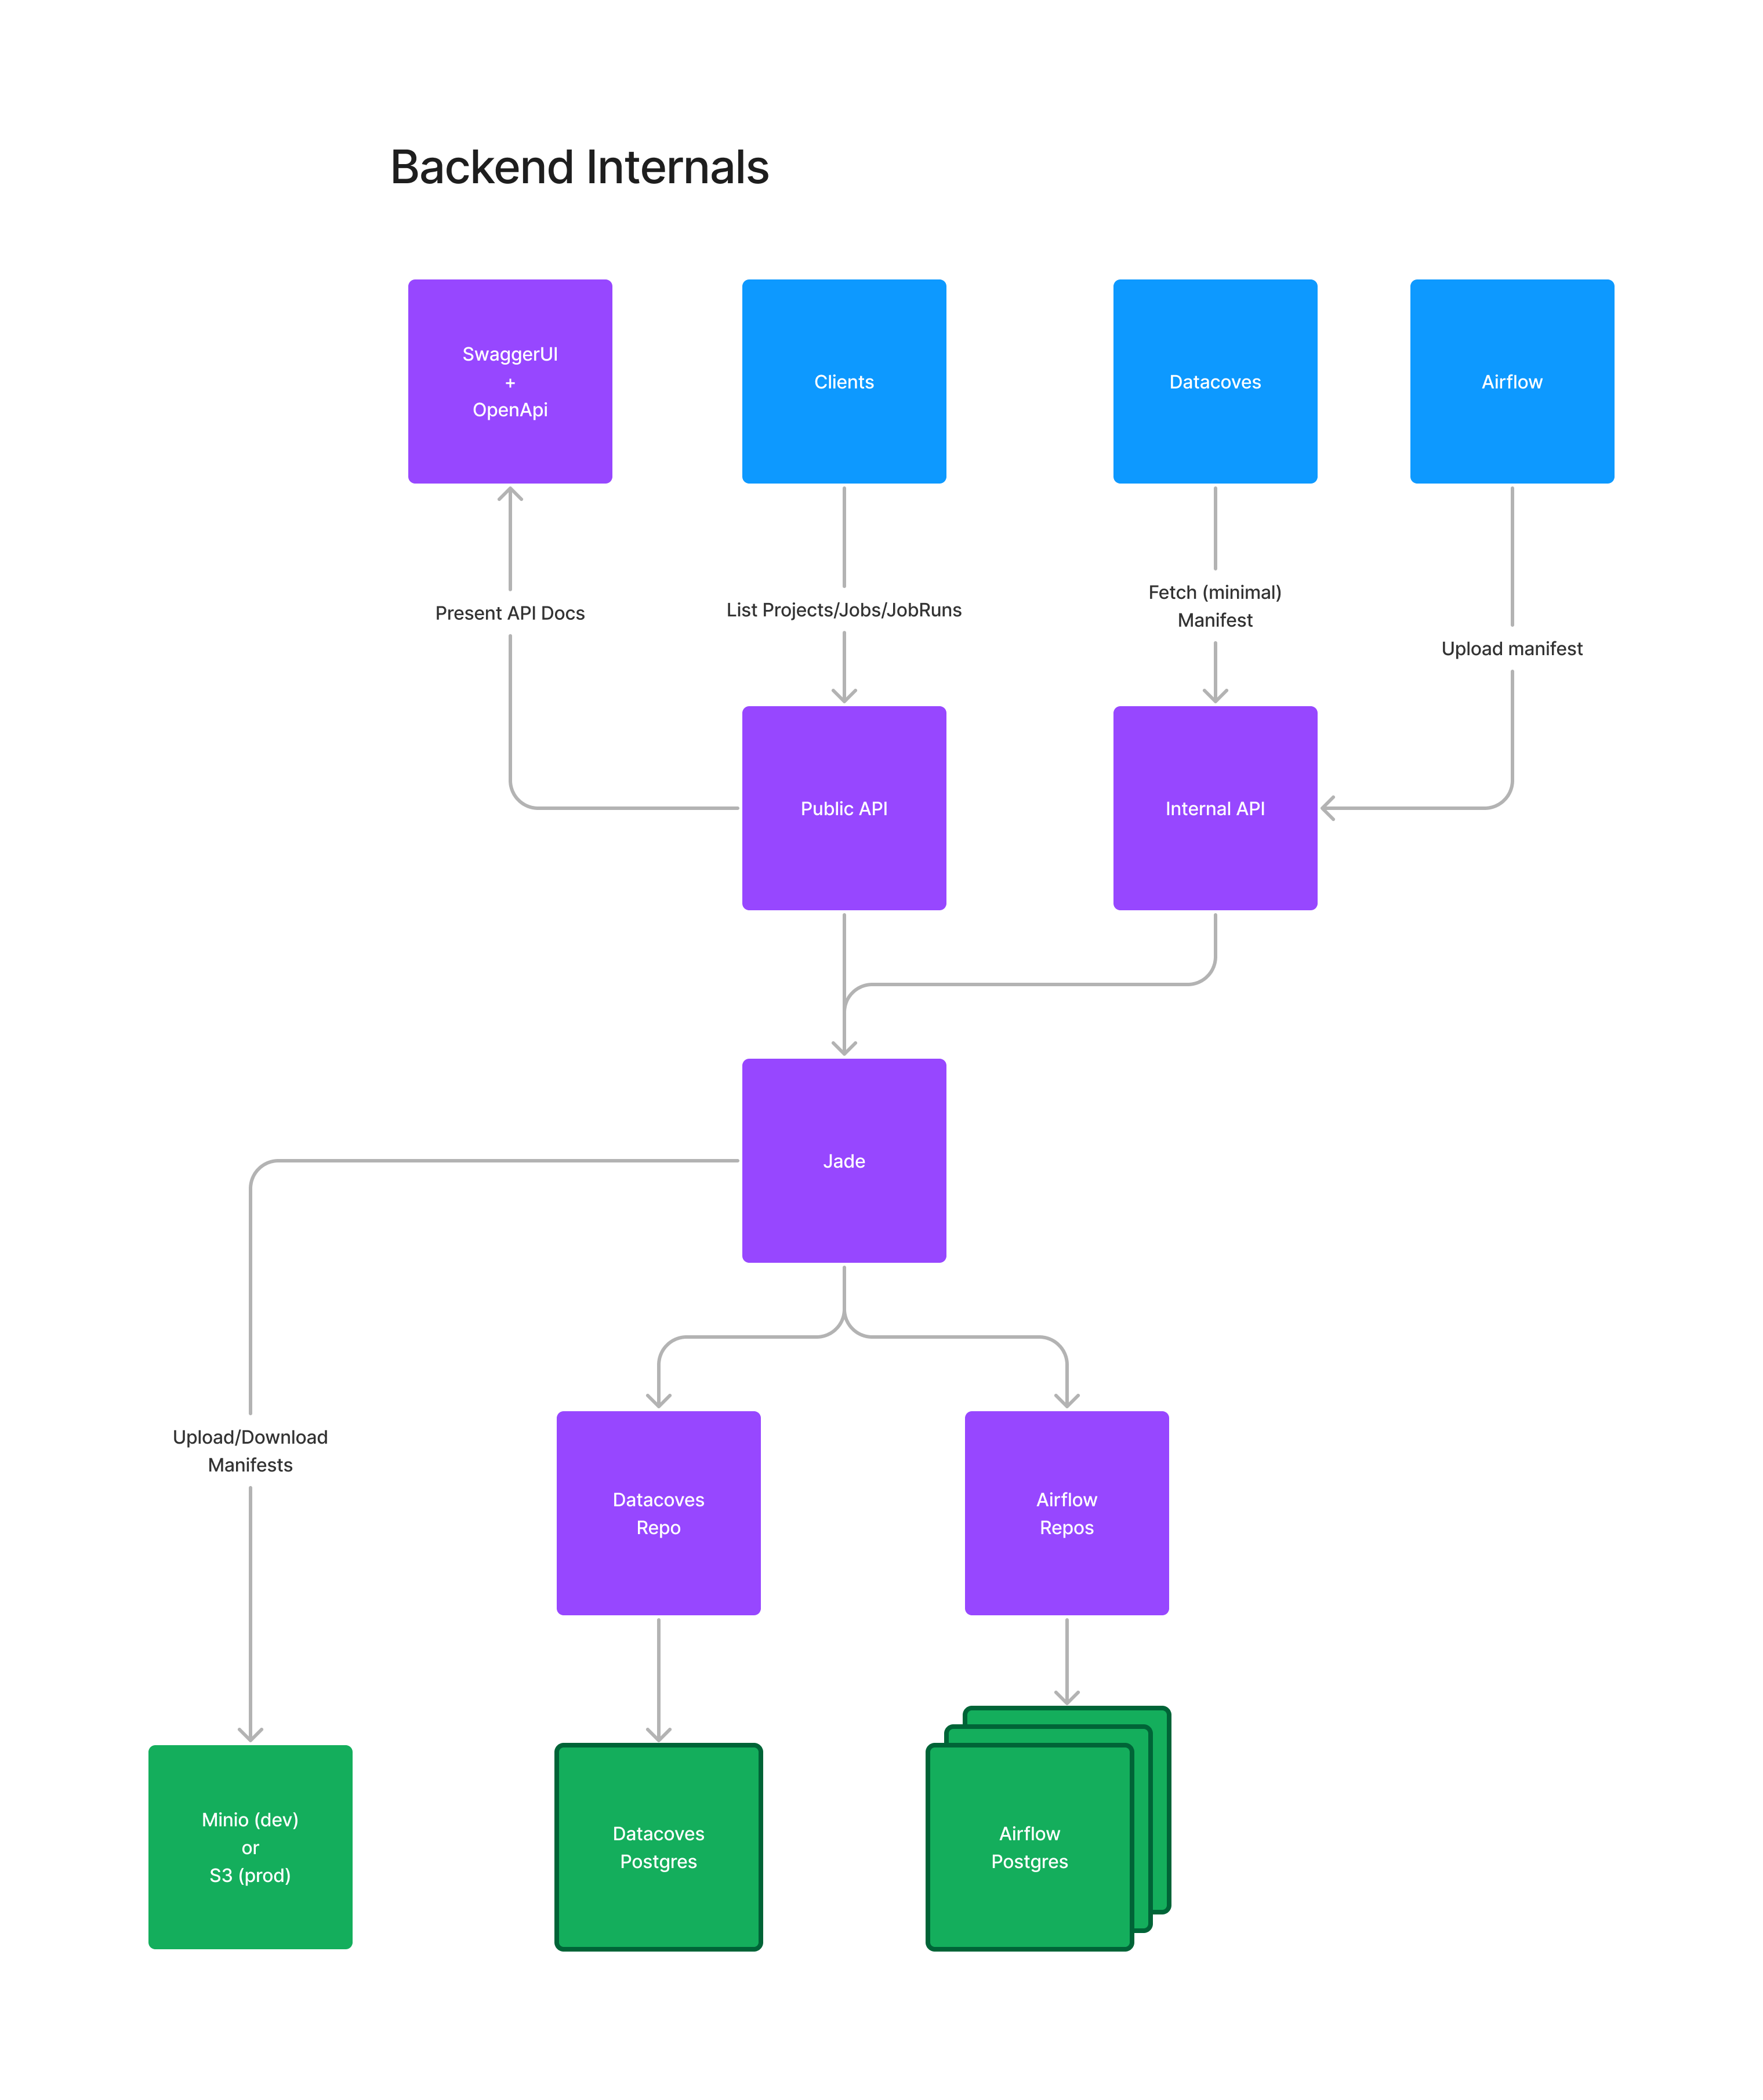 Backend Internals
SwaggerUI
+
OpenApi
Clients
Datacoves
Airflow
Present API Docs
List Projects/Jobs/JobRuns
Fetch (minimal)
Manifest
Upload manifest
Public API
Internal API
Jade
Upload/Download
Manifests
Datacoves
Repo
Airflow
Repos
Minio (dev)
or
S3 (prod)
Datacoves
Postgres
Airflow
Postgres